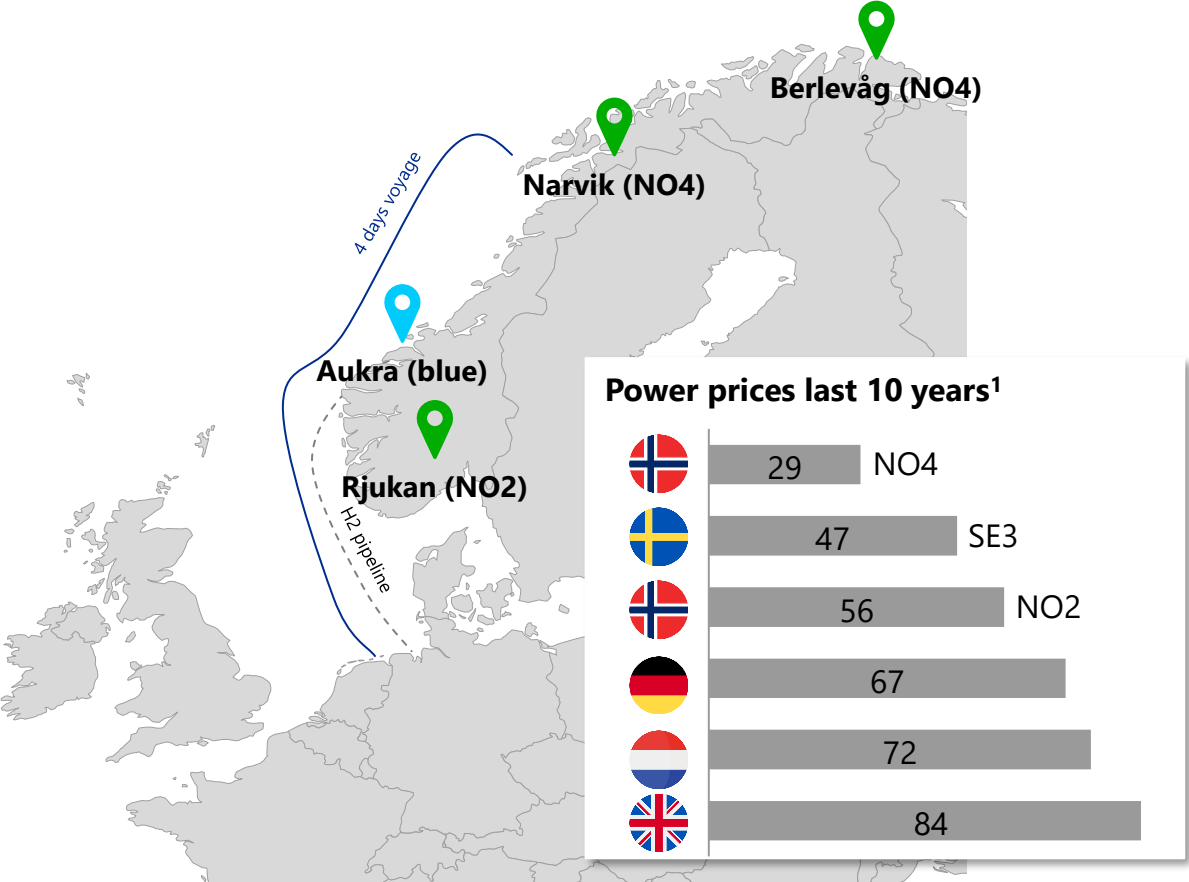 Berlevåg (NO4)
Narvik (NO4)
4 days voyage
Aukra (blue)
Rjukan (NO2)
H2 pipeline
Power prices last 10 years¹
29 NO4
47 SE3
56 NO2
67
72
84